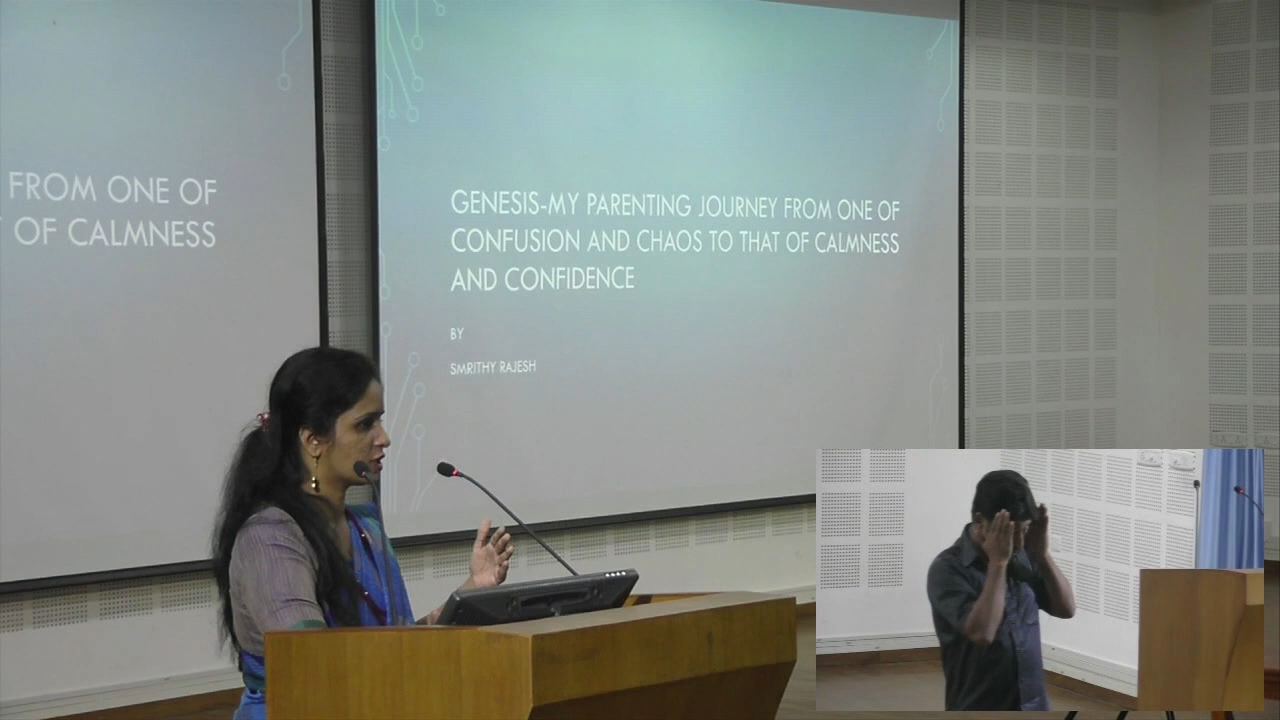 FROM ONE OF
OF CALMNESS
GENESIS-MY PARENTING JOURNEY FROM ONE OF
CONFUSION AND CHAOS TO THAT OF CALMNESS
AND CONFIDENCE
BY
SMRITHY RAJESH